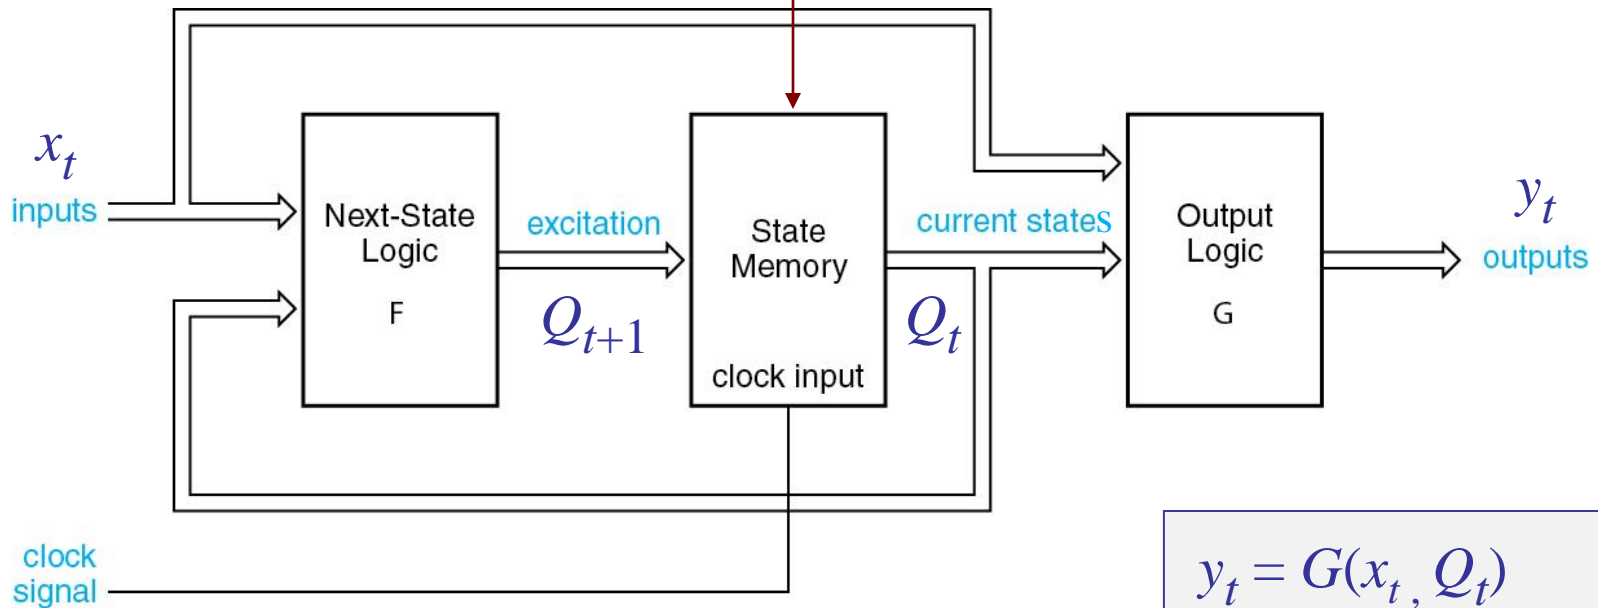 x_t
inputs
Next-State
Logic
F
excitation
Q_{t+1}
State
Memory
clock input
current states
Q_t
Output
Logic
G
y_t
outputs
clock
signal
y_t = G(x_t, Q_t)